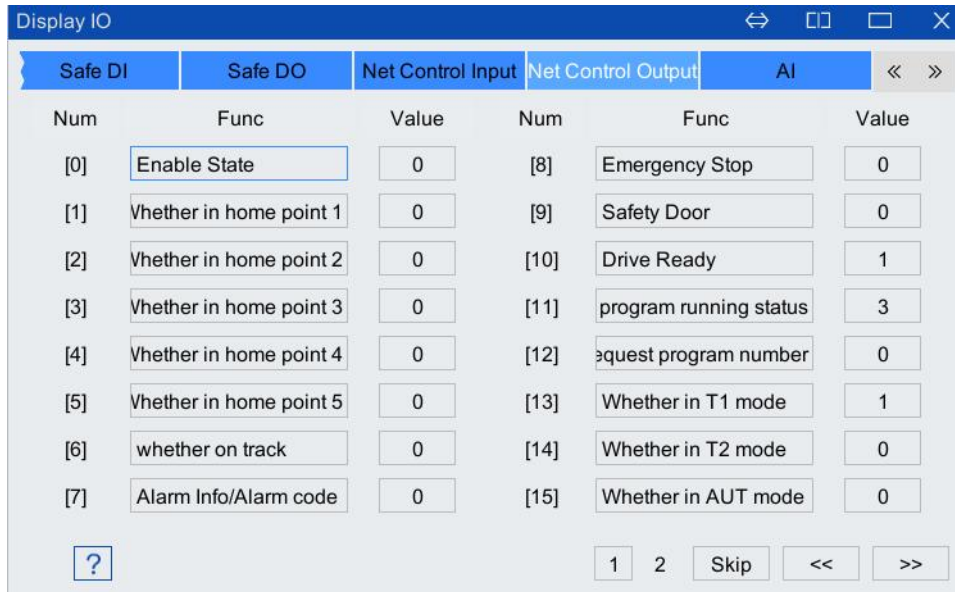 Display IO
Safe DI Safe DO Net Control Input Net Control Output AI « »
Num Func Value Num Func Value
[0] Enable State 0 [8] Emergency Stop 0
[1] Whether in home point 1 0 [9] Safety Door 0
[2] Whether in home point 2 0 [10] Drive Ready 1
[3] Whether in home point 3 0 [11] program running status 3
[4] Whether in home point 4 0 [12] equest program number 0
[5] Whether in home point 5 0 [13] Whether in T1 mode 1
[6] whether on track 0 [14] Whether in T2 mode 0
[7] Alarm Info/Alarm code 0 [15] Whether in AUT mode 0
? 1 2 Skip << >>